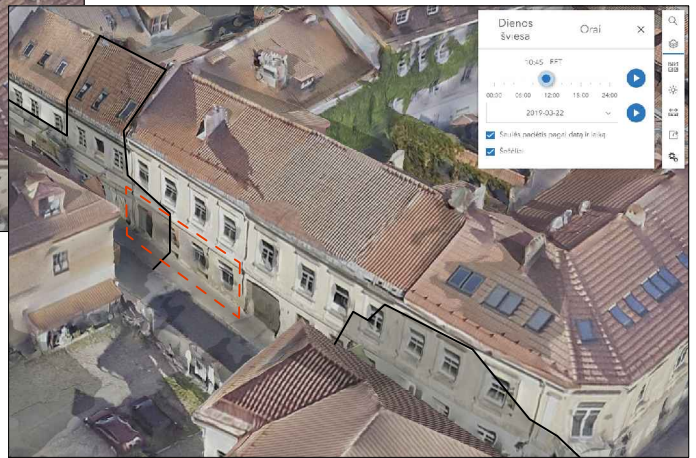 Dienos
šviesa
Orai
10:45 EET
00:00 06:00 12:00 18:00 24:00
2019-03-22
Saulės padėtis pagal datą ir laiką
Šešėliai